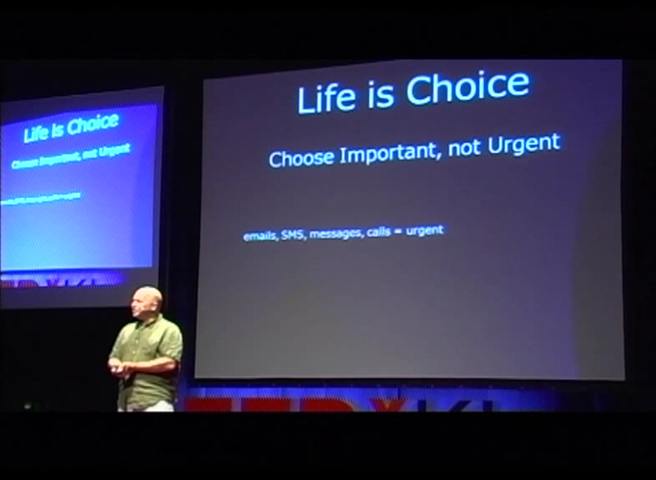 Life is Choice
Choose Important, not Urgent
emails, SMS, messages, calls = urgent
Life is Choice
Choose Important, not Urgent
TEDxKL